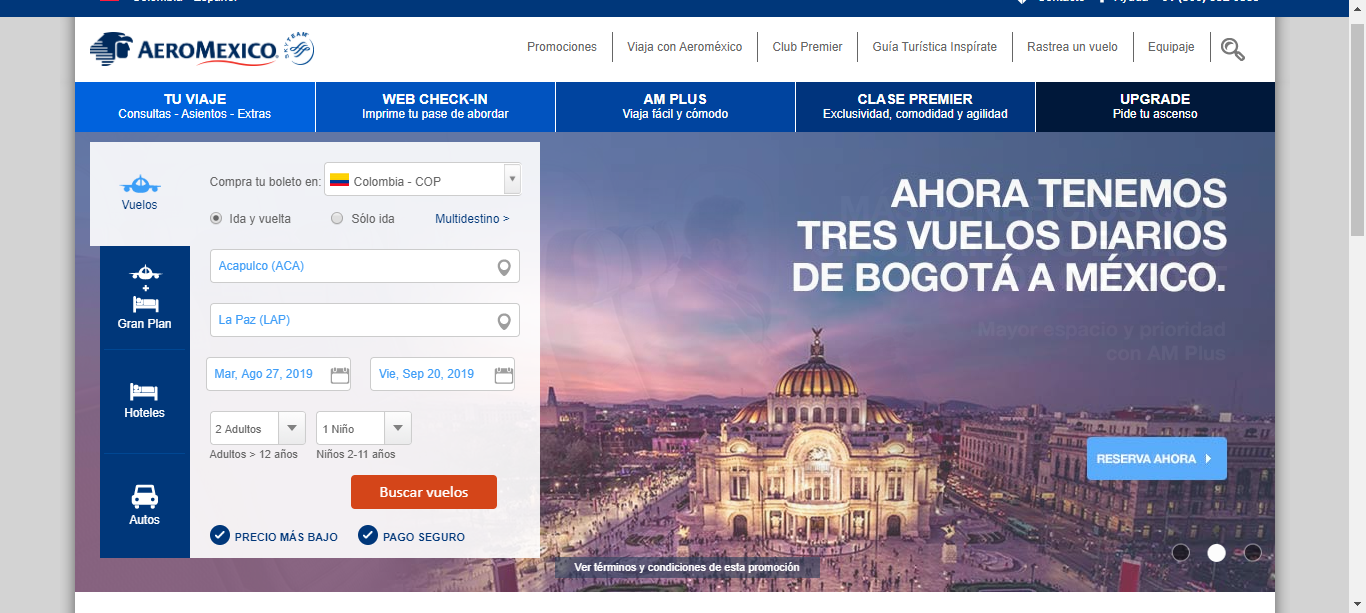 AEROMEXICO.
SKYTEAM
Promociones
Viaja con Aeroméxico
Club Premier
Guía Turística Inspírate
Rastrea un vuelo
Equipaje
TU VIAJE
Consultas - Asientos - Extras
WEB CHECK-IN
Imprime tu pase de abordar
AM PLUS
Viaja fácil y cómodo
CLASE PREMIER
Exclusividad, comodidad y agilidad
UPGRADE
Pide tu ascenso
Vuelos
+
Gran Plan
Hoteles
Autos
Compra tu boleto en:
Colombia - COP
Ida y vuelta
Sólo ida
Multidestino >
Acapulco (ACA)
La Paz (LAP)
Mar, Ago 27, 2019
Vie, Sep 20, 2019
2 Adultos
1 Niño
Adultos > 12 años
Niños 2-11 años
Buscar vuelos
PRECIO MÁS BAJO
PAGO SEGURO
AHORA TENEMOS
TRES VUELOS DIARIOS
DE BOGOTÁ A MÉXICO.
Mayor espacio y prioridad
con AM Plus
RESERVA AHORA
Ver términos y condiciones de esta promoción